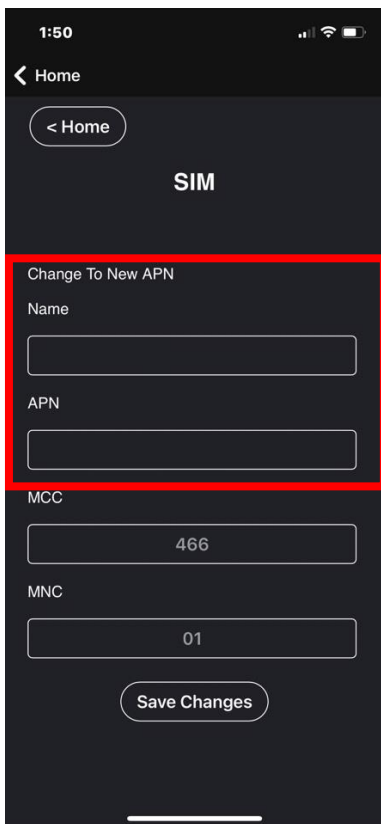 1:50
Home
< Home
SIM
Change To New APN
Name
APN
MCC
466
MNC
01
Save Changes